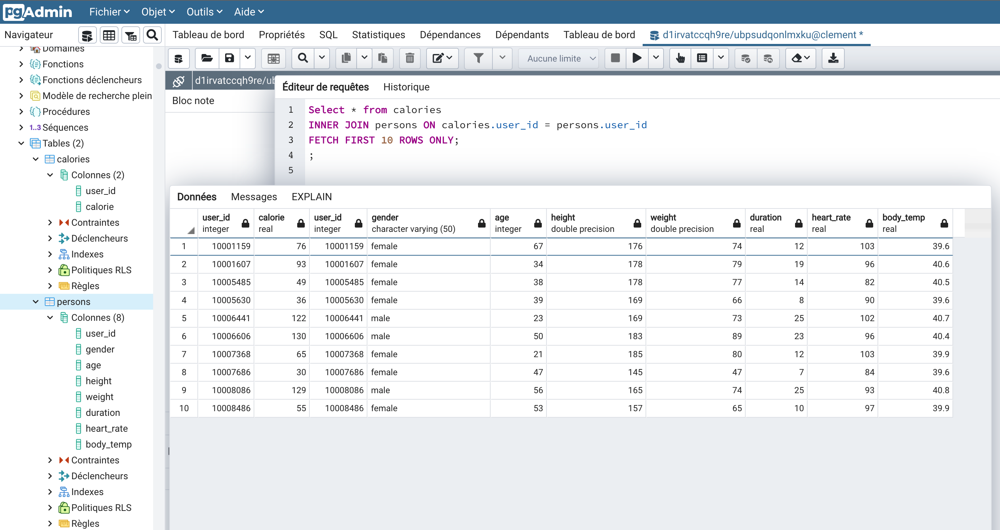 pgAdmin Fichier Objet Outils Aide
Navigateur
Tableau de bord Propriétés SQL Statistiques Dépendances Dépendants Tableau de bord d1irvatccqh9re/ubpsudqonlmxku@clement *
Domaines
Fonctions
Fonctions déclencheurs
Modèle de recherche plein
Procédures
1..3 Séquences
Tables (2)
calories
Colonnes (2)
user_id
calorie
Contraintes
Déclencheurs
Indexes
Politiques RLS
Règles
persons
Colonnes (8)
user_id
gender
age
height
weight
duration
heart_rate
body_temp
Contraintes
Déclencheurs
Indexes
Politiques RLS
Règles
Aucune limite
d1irvatccqh9re/ub
Bloc note
Éditeur de requêtes Historique
1 Select * from calories
2 INNER JOIN persons ON calories.user_id = persons.user_id
3 FETCH FIRST 10 ROWS ONLY;
4 ;
5
Données Messages EXPLAIN
user_id calorie user_id gender age height weight duration heart_rate body_temp
integer real integer character varying (50) integer double precision double precision real real real
1 10001159 76 10001159 female 67 176 74 12 103 39.6
2 10001607 93 10001607 female 34 178 79 19 96 40.6
3 10005485 49 10005485 female 38 178 77 14 82 40.5
4 10005630 36 10005630 female 39 169 66 8 90 39.6
5 10006441 122 10006441 male 23 169 73 25 102 40.7
6 10006606 130 10006606 male 50 183 89 23 96 40.4
7 10007368 65 10007368 female 21 185 80 12 103 39.9
8 10007686 30 10007686 female 47 145 47 7 84 39.6
9 10008086 129 10008086 male 56 165 74 25 93 40.8
10 10008486 55 10008486 female 53 157 65 10 97 39.9